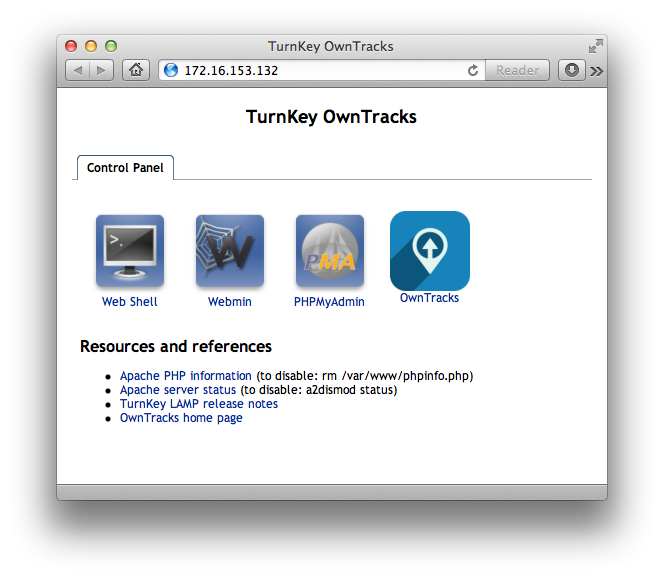 TurnKey OwnTracks
172.16.153.132
Reader
TurnKey OwnTracks
Control Panel
>_
W
PMA
Web Shell
Webmin
PHPMyAdmin
OwnTracks
Resources and references
Apache PHP information (to disable: rm /var/www/phpinfo.php)
Apache server status (to disable: a2dismod status)
TurnKey LAMP release notes
OwnTracks home page